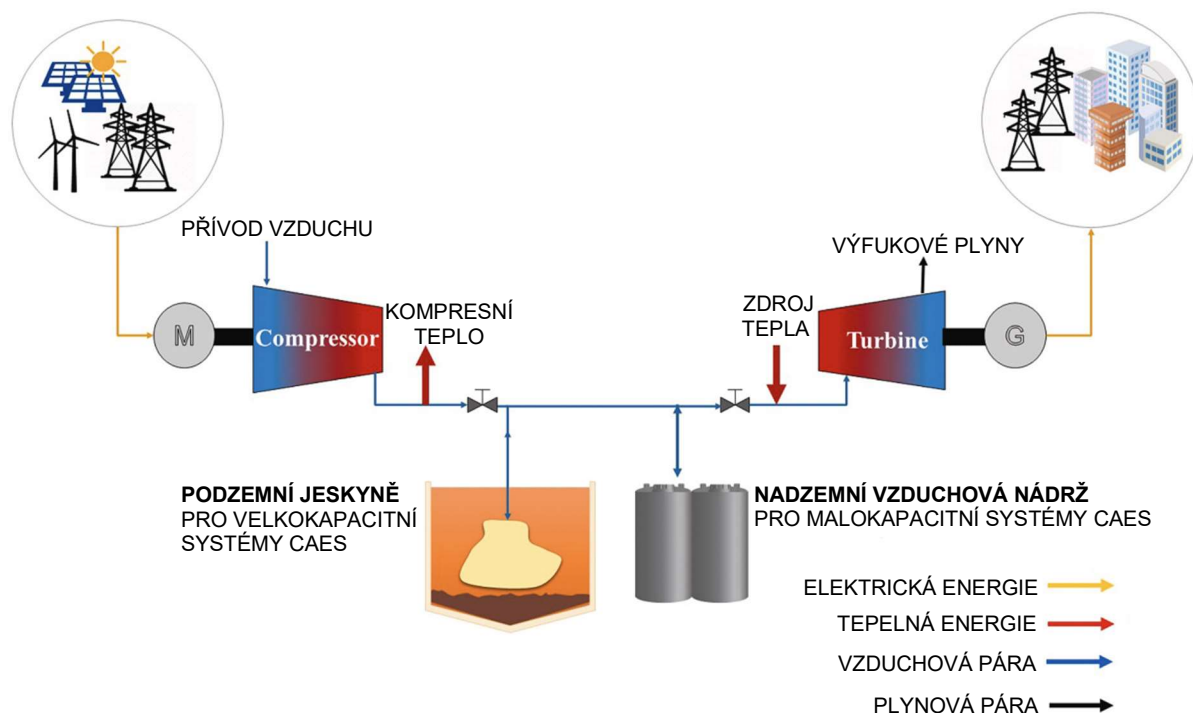 PŘÍVOD VZDUCHU
VÝFUKOVÉ PLYNY
KOMPRESNÍ
TEPLO
ZDROJ
TEPLA
M
Compressor
Turbine
G
PODZEMNÍ JESKYNĚ
PRO VELKOKAPACITNÍ
SYSTÉMY CAES
NADZEMNÍ VZDUCHOVÁ NÁDRŽ
PRO MALOKAPACITNÍ SYSTÉMY CAES
ELEKTRICKÁ ENERGIE
TEPELNÁ ENERGIE
VZDUCHOVÁ PÁRA
PLYNOVÁ PÁRA